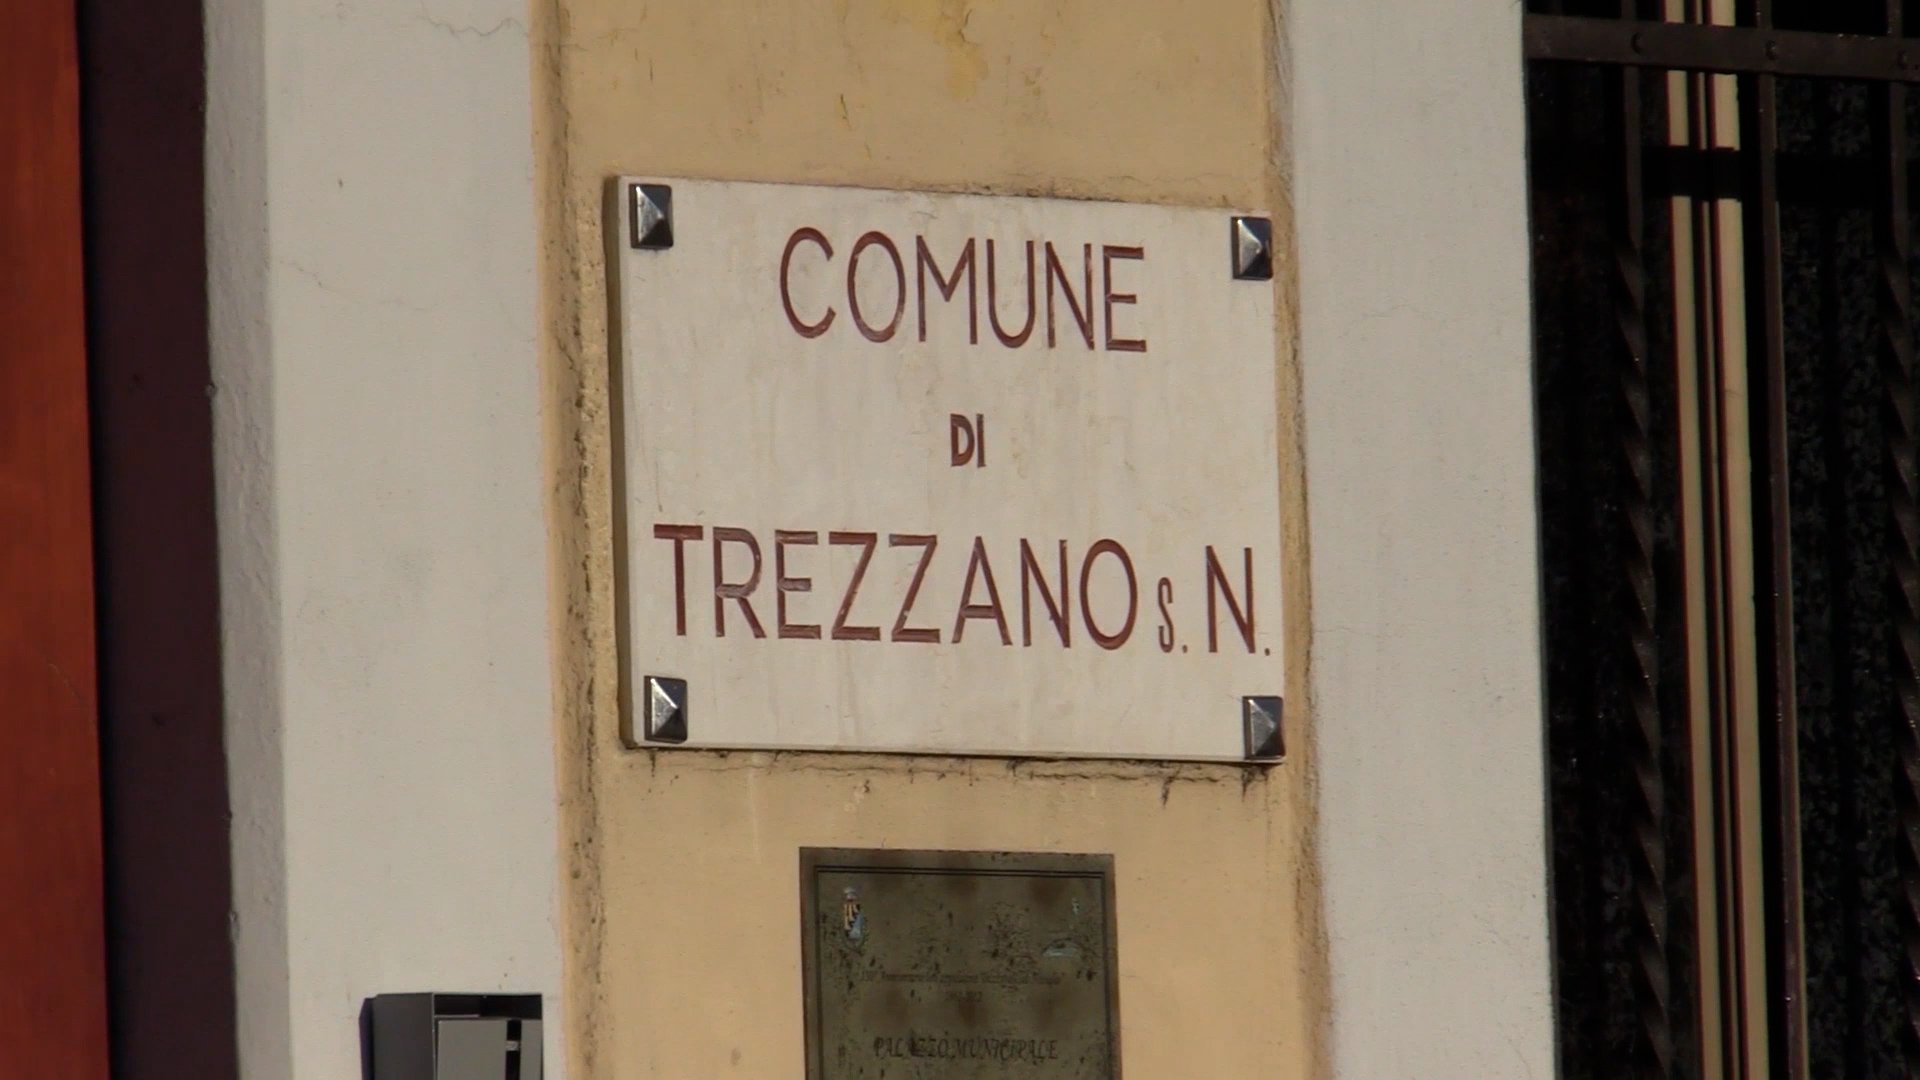 COMUNE
DI
TREZZANO S. N.
PALAZZO MUNICIPALE